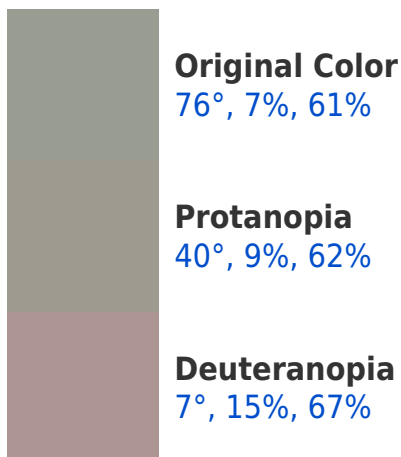 Original Color
76°, 7%, 61%
Protanopia
40°, 9%, 62%
Deuteranopia
7°, 15%, 67%